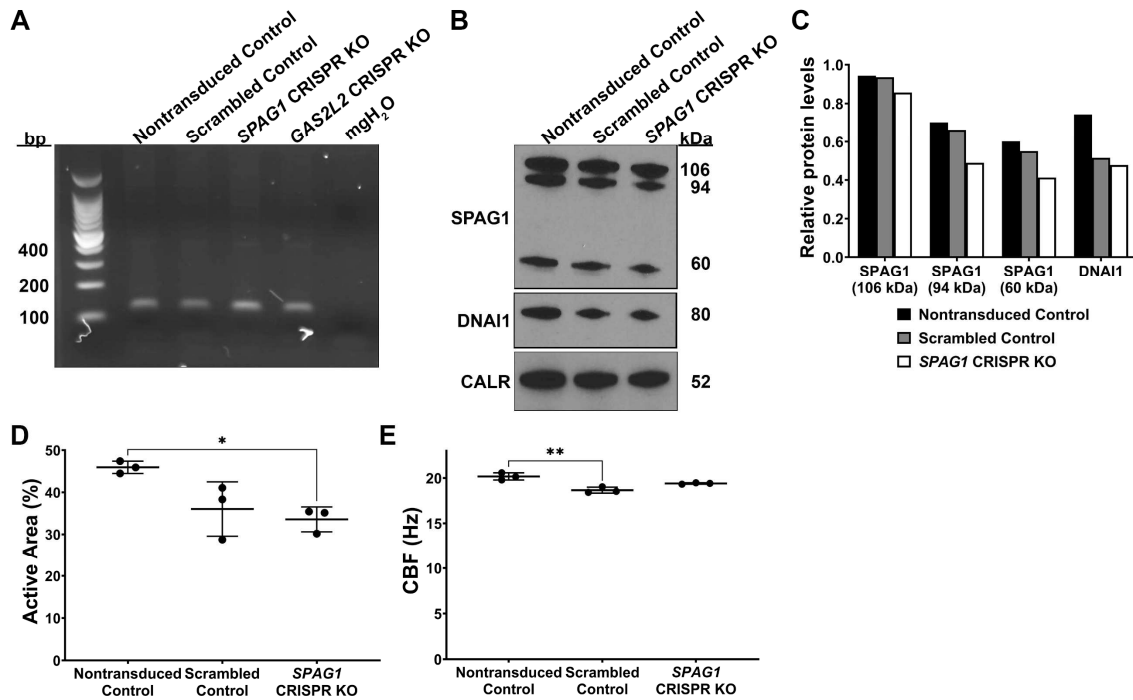 A
Nontransduced Control
Scrambled Control
SPAG1 CRISPR KO
GAS2L2 CRISPR KO
mgH2O
bp
400
200
100
B
Nontransduced Control
Scrambled Control
SPAG1 CRISPR KO
kDa
SPAG1
106
94
60
DNAI1
80
CALR
52
C
Relative protein levels
1.0
0.8
0.6
0.4
0.2
0.0
SPAG1
(106 kDa)
SPAG1
(94 kDa)
SPAG1
(60 kDa)
DNAI1
Nontransduced Control
Scrambled Control
SPAG1 CRISPR KO
D
Active Area (%)
50
40
30
20
10
0
*
Nontransduced
Control
Scrambled
Control
SPAG1
CRISPR KO
E
CBF (Hz)
20
15
10
5
0
**
Nontransduced
Control
Scrambled
Control
SPAG1
CRISPR KO